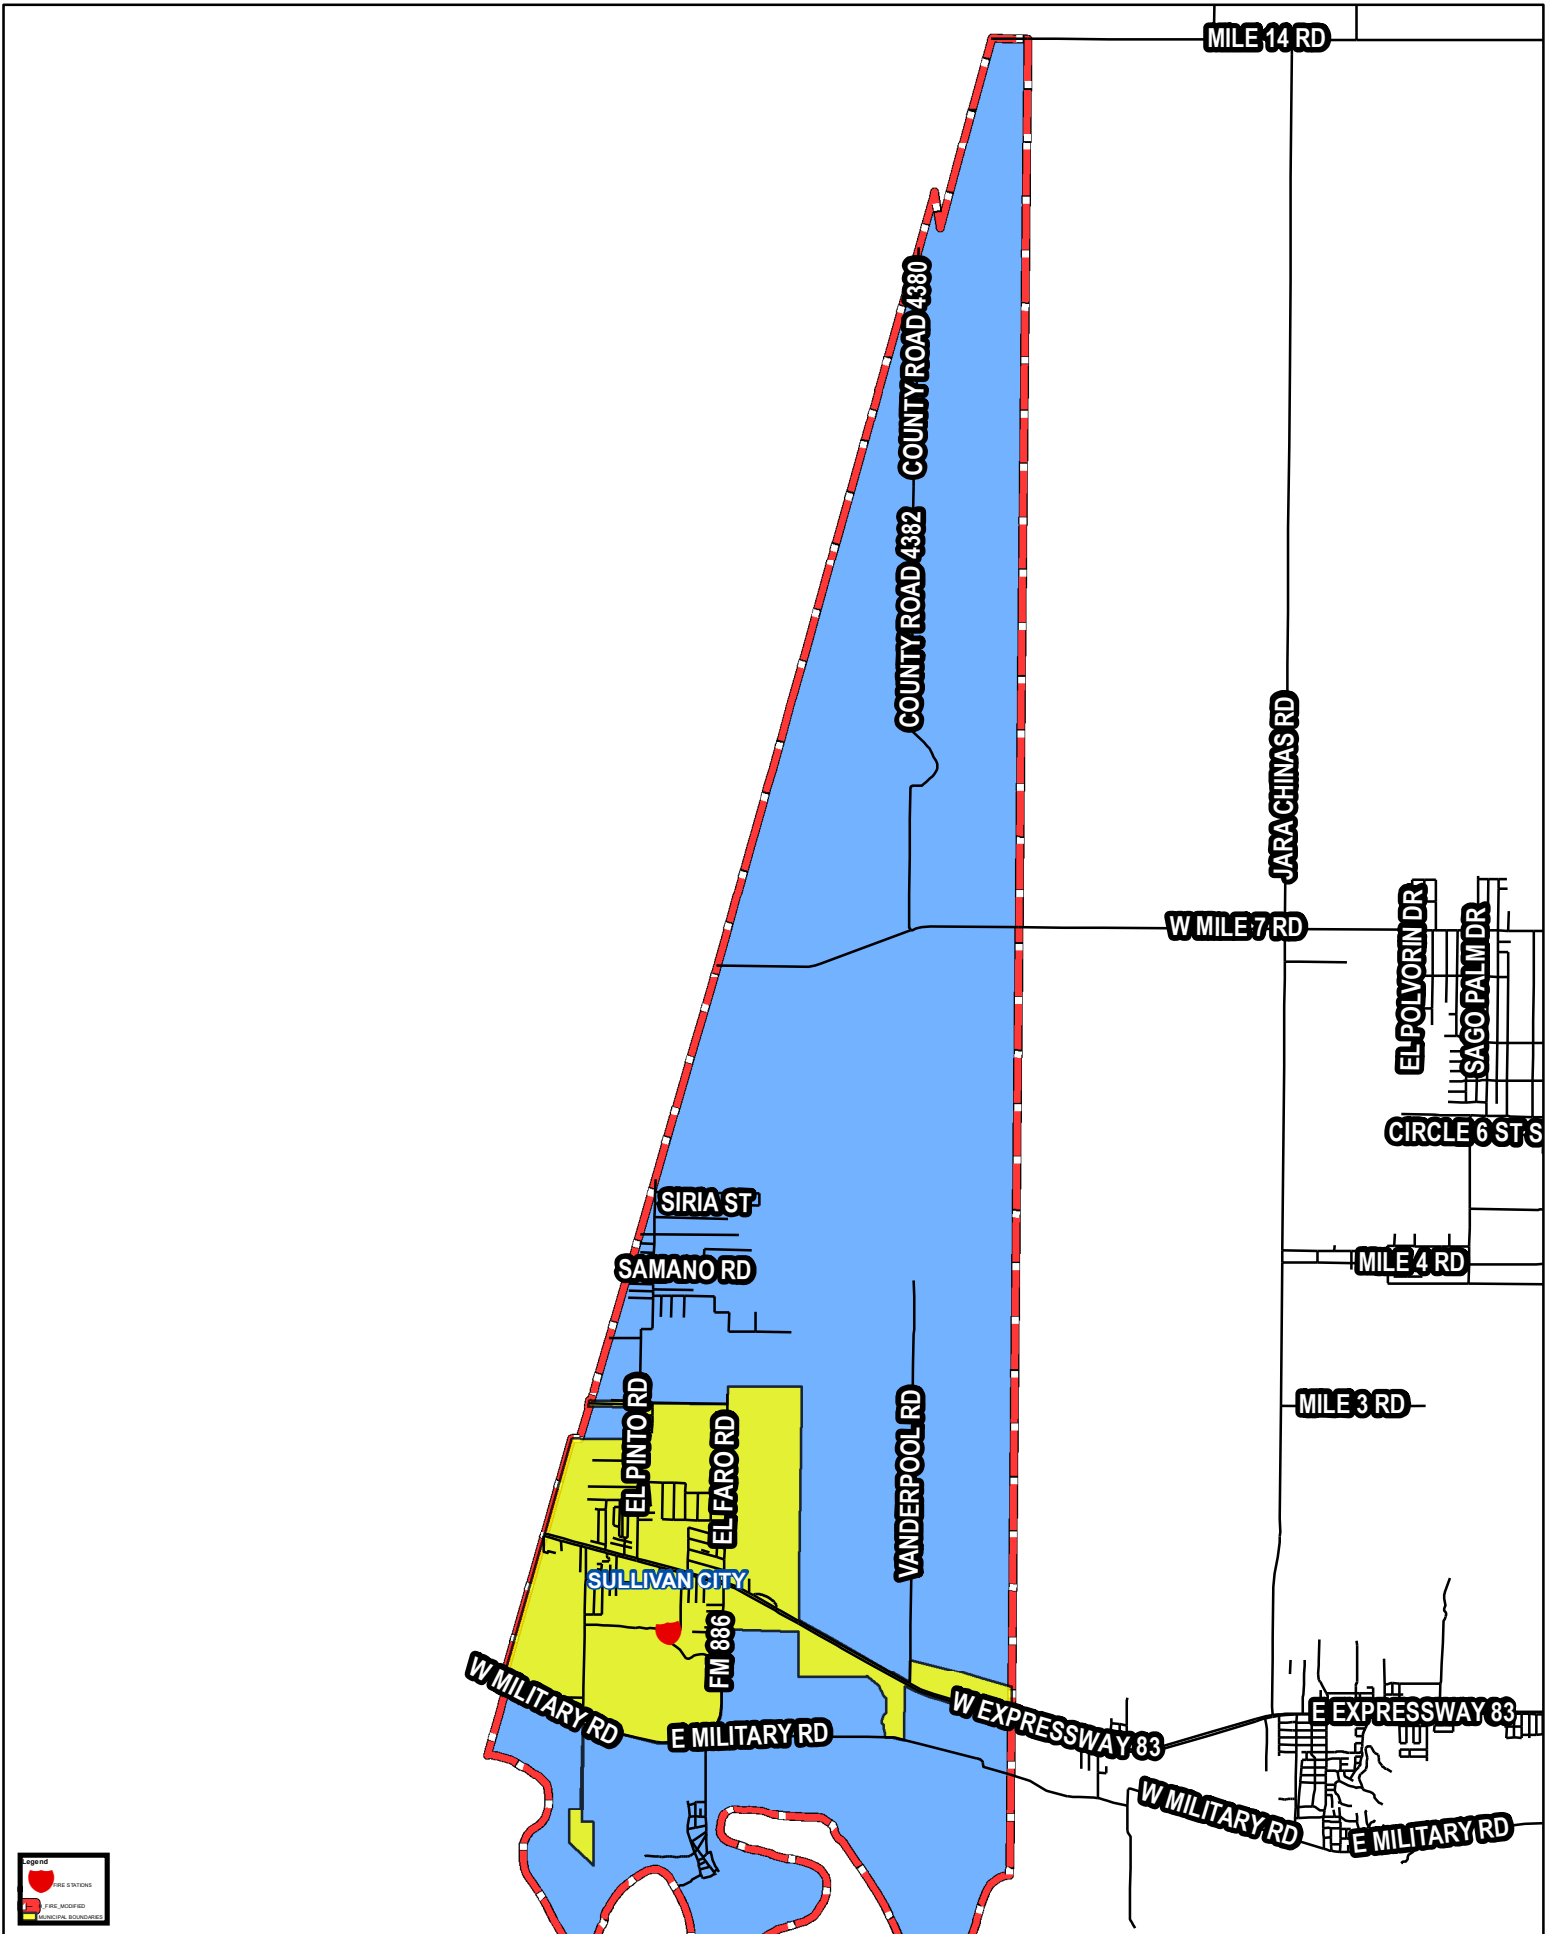 MILE 14 RD
COUNTY ROAD 4380
COUNTY ROAD 4382
JARA CHINAS RD
W MILE 7 RD
EL POLVORIN DR
SAGO PALM DR
CIRCLE 6 ST S
SIRIA ST
SAMANO RD
MILE 4 RD
EL PINTO RD
EL FARO RD
VANDERPOOL RD
MILE 3 RD
SULLIVAN CITY
FM 886
W MILITARY RD
E MILITARY RD
W EXPRESSWAY 83
E EXPRESSWAY 83
W MILITARY RD
E MILITARY RD
Legend
FIRE STATIONS
_FIRE_MODIFIED
MUNICIPAL BOUNDARIES